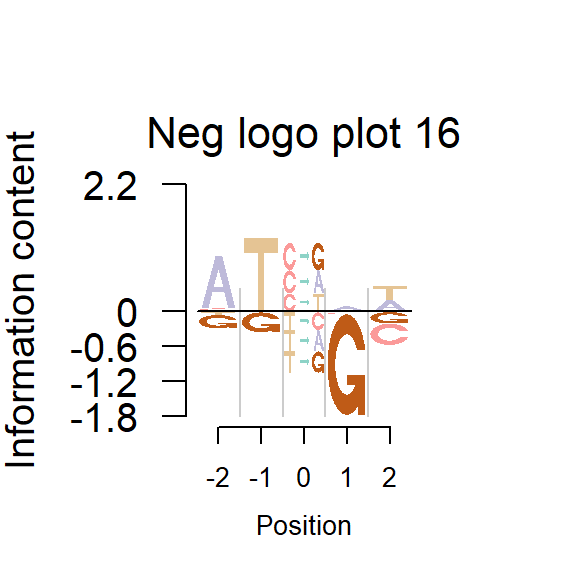 Neg logo plot 16
Information content
2.2
0
-0.6
-1.2
-1.8
A
G
T
G
C→G
C→A
C→T
T→C
T→A
T→G
G
T
A
G
C
-2 -1 0 1 2
Position